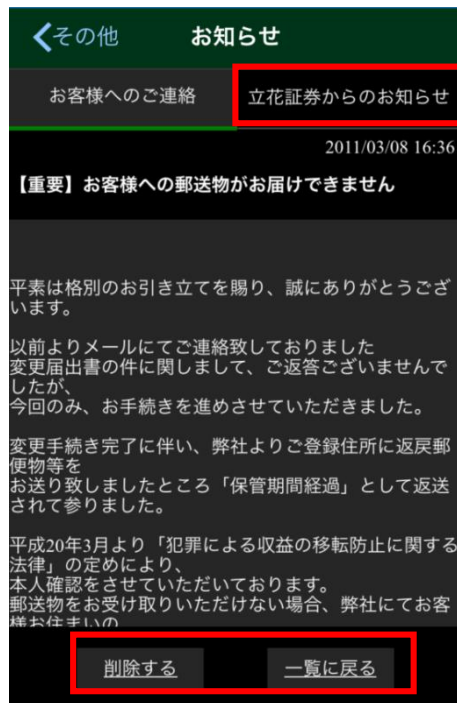 その他 お知らせ
お客様へのご連絡 立花証券からのお知らせ
2011/03/08 16:36
【重要】お客様への郵送物がお届けできません
平素は格別のお引き立てを賜り、誠にありがとうござ
います。
以前よりメールにてご連絡致しておりました
変更届出書の件に関しまして、ご返答ございませんで
したが、
今回のみ、お手続きを進めさせていただきました。
変更手続き完了に伴い、弊社よりご登録住所に返戻郵
便物等を
お送り致しましたところ「保管期間経過」として返送
されて参りました。
平成20年3月より「犯罪による収益の移転防止に関する
法律」の定めにより、
本人確認をさせていただいております。
郵送物をお受け取りいただけない場合、弊社にてお客
様お住まいの
削除する 一覧に戻る